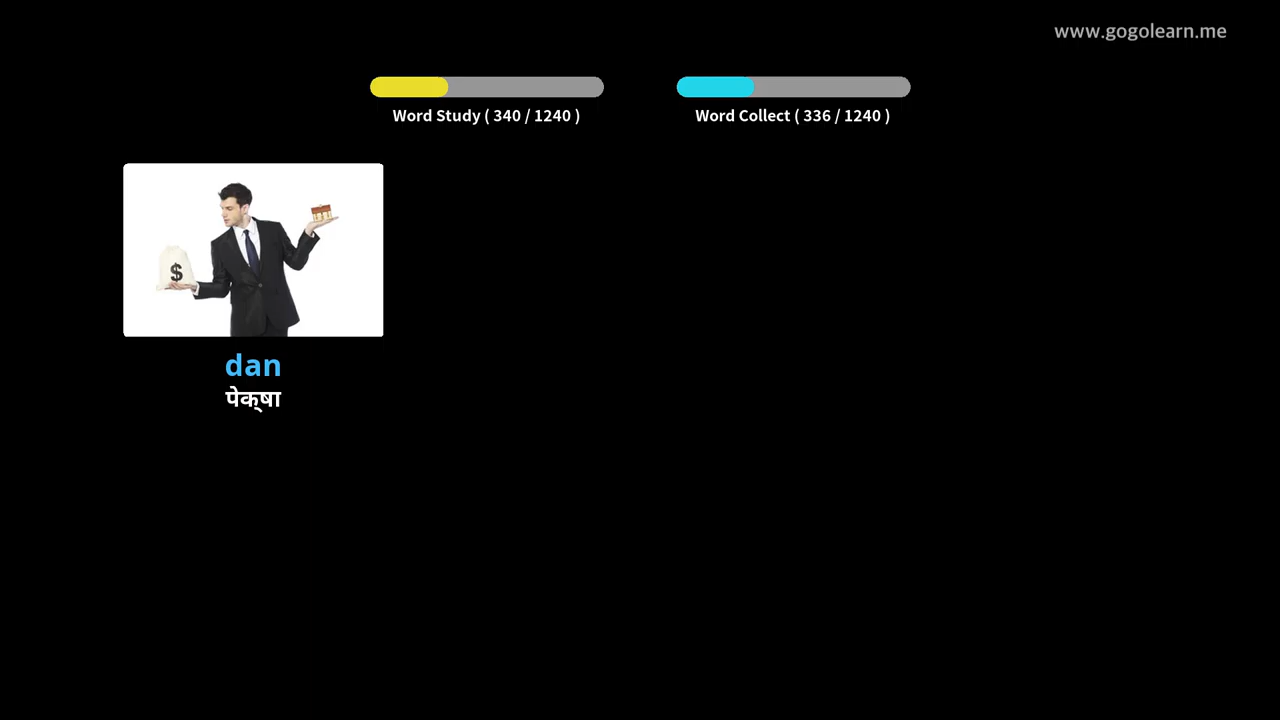 www.gogolearn.me
Word Study ( 340 / 1240 )
Word Collect ( 336 / 1240 )
$
dan
पेक्षा